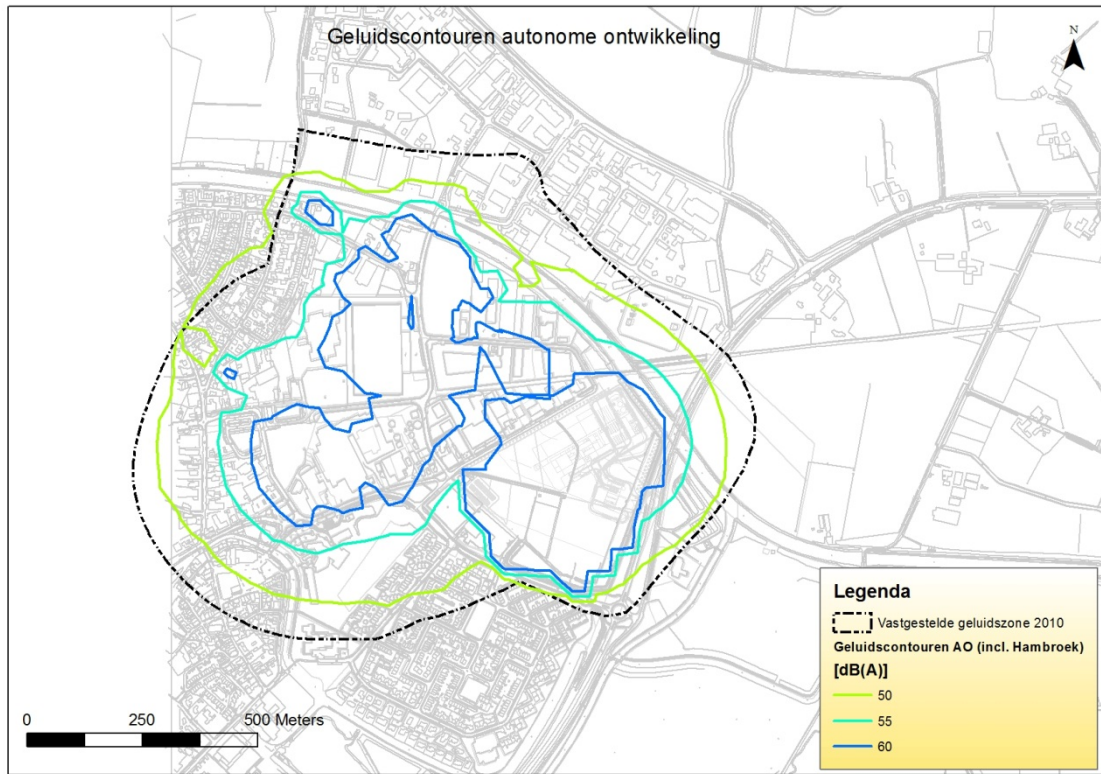 Geluidscontouren autonome ontwikkeling
N
Legenda
Vastgestelde geluidszone 2010
Geluidscontouren AO (incl. Hambroek)
[dB(A)]
50
55
60
0 250 500 Meters